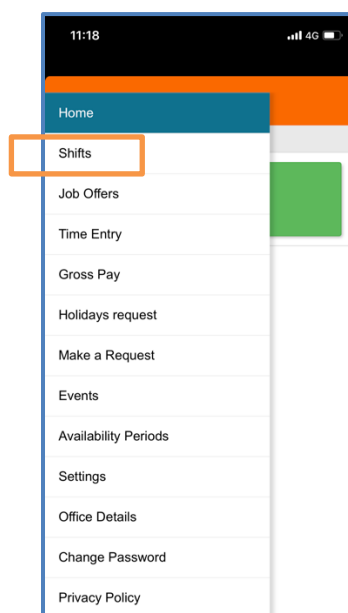 11:18 4G
Home
Shifts
Job Offers
Time Entry
Gross Pay
Holidays request
Make a Request
Events
Availability Periods
Settings
Office Details
Change Password
Privacy Policy